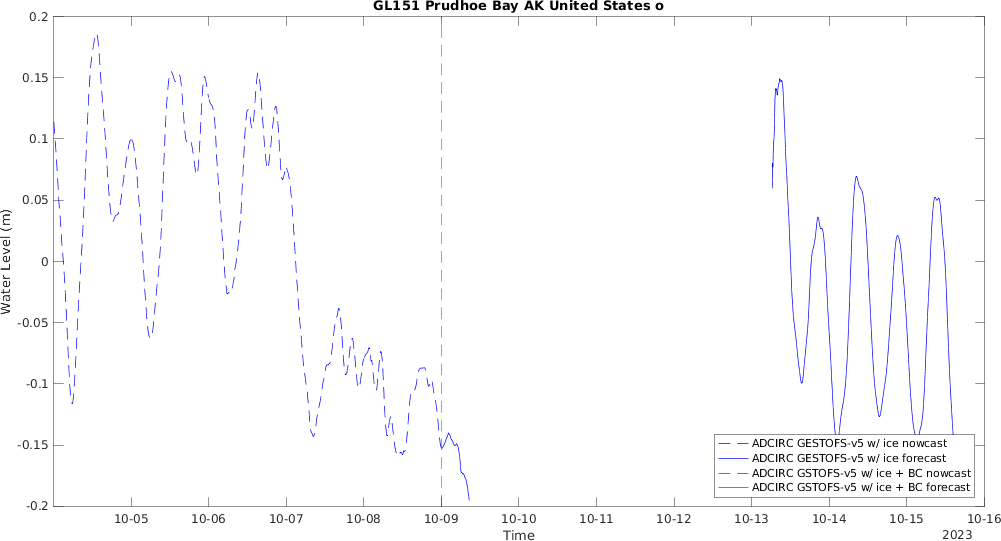 GL151 Prudhoe Bay AK United States o
0.2
0.15
0.1
0.05
0
-0.05
-0.1
-0.15
-0.2
Water Level (m)
ADCIRC GESTOFS-v5 w/ ice nowcast
ADCIRC GESTOFS-v5 w/ ice forecast
ADCIRC GSTOFS-v5 w/ ice + BC nowcast
ADCIRC GSTOFS-v5 w/ ice + BC forecast
10-05 10-06 10-07 10-08 10-09 10-10 10-11 10-12 10-13 10-14 10-15 10-16
Time
2023